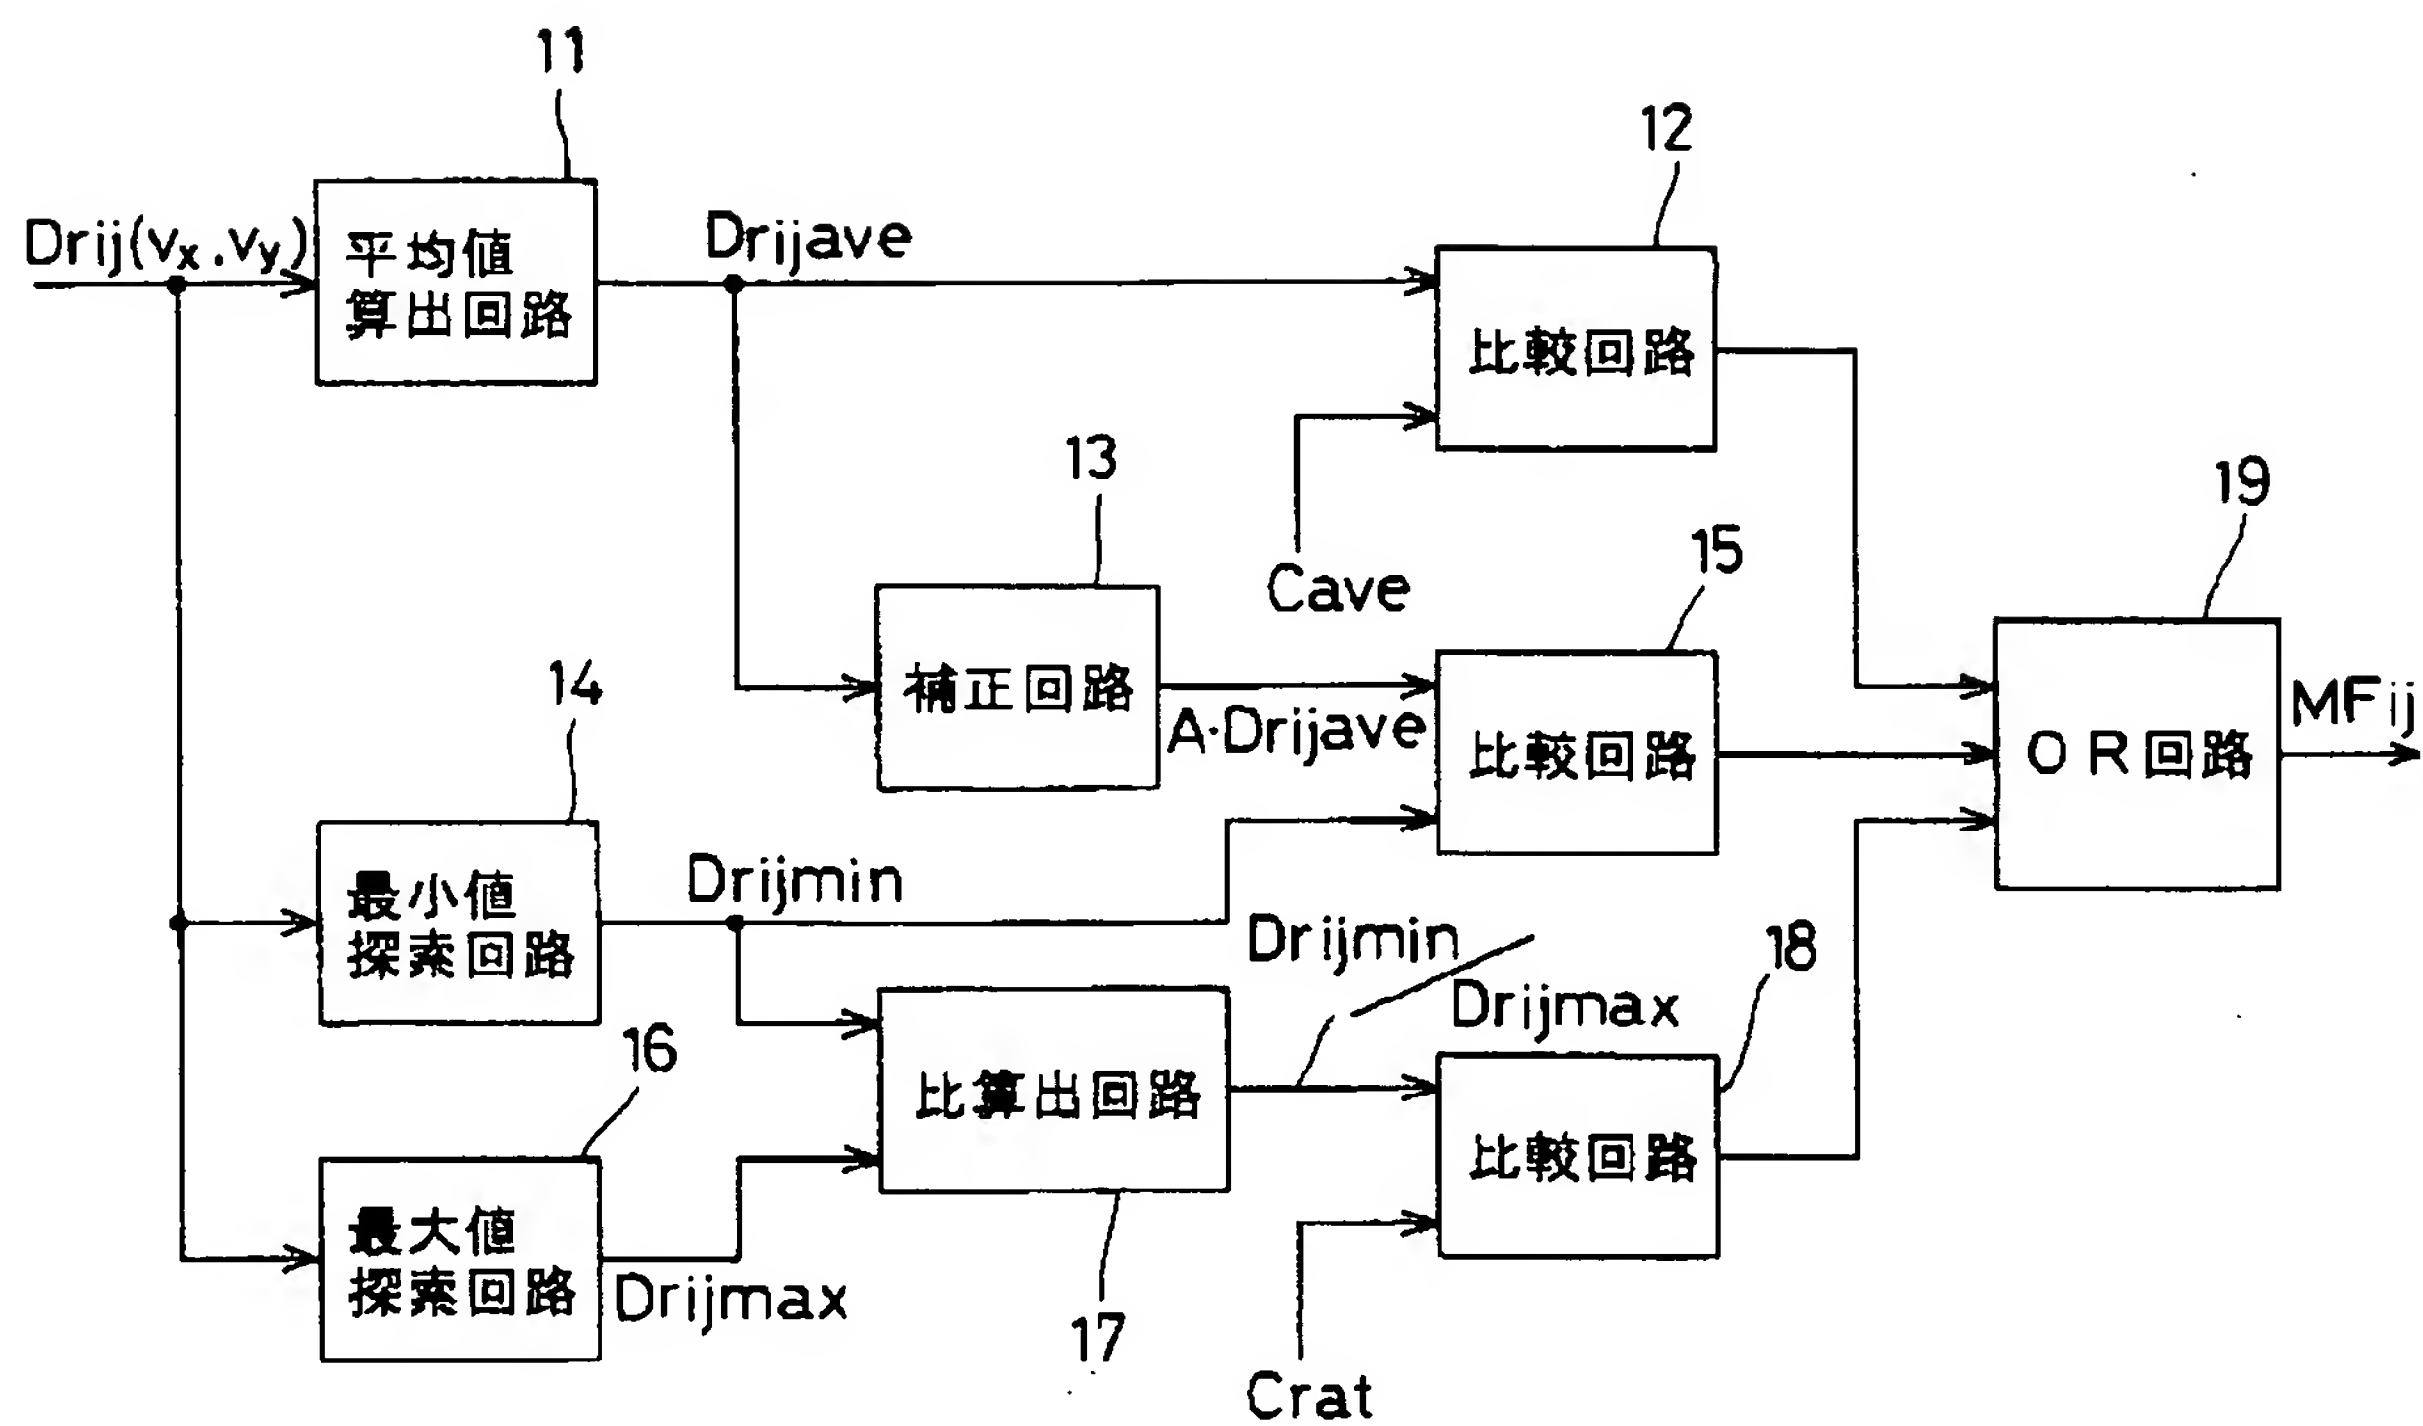 11
12
Drij(vx.vy)
平均値
算出回路
Drijave
比較回路
13
Cave
15
19
14
補正回路
A·Drijave
比較回路
OR回路
MFij
最小値
探索回路
Drijmin
Drijmin/
Drijmax
18
16
比算出回路
比較回路
最大値
探索回路
Drijmax
17
Crat